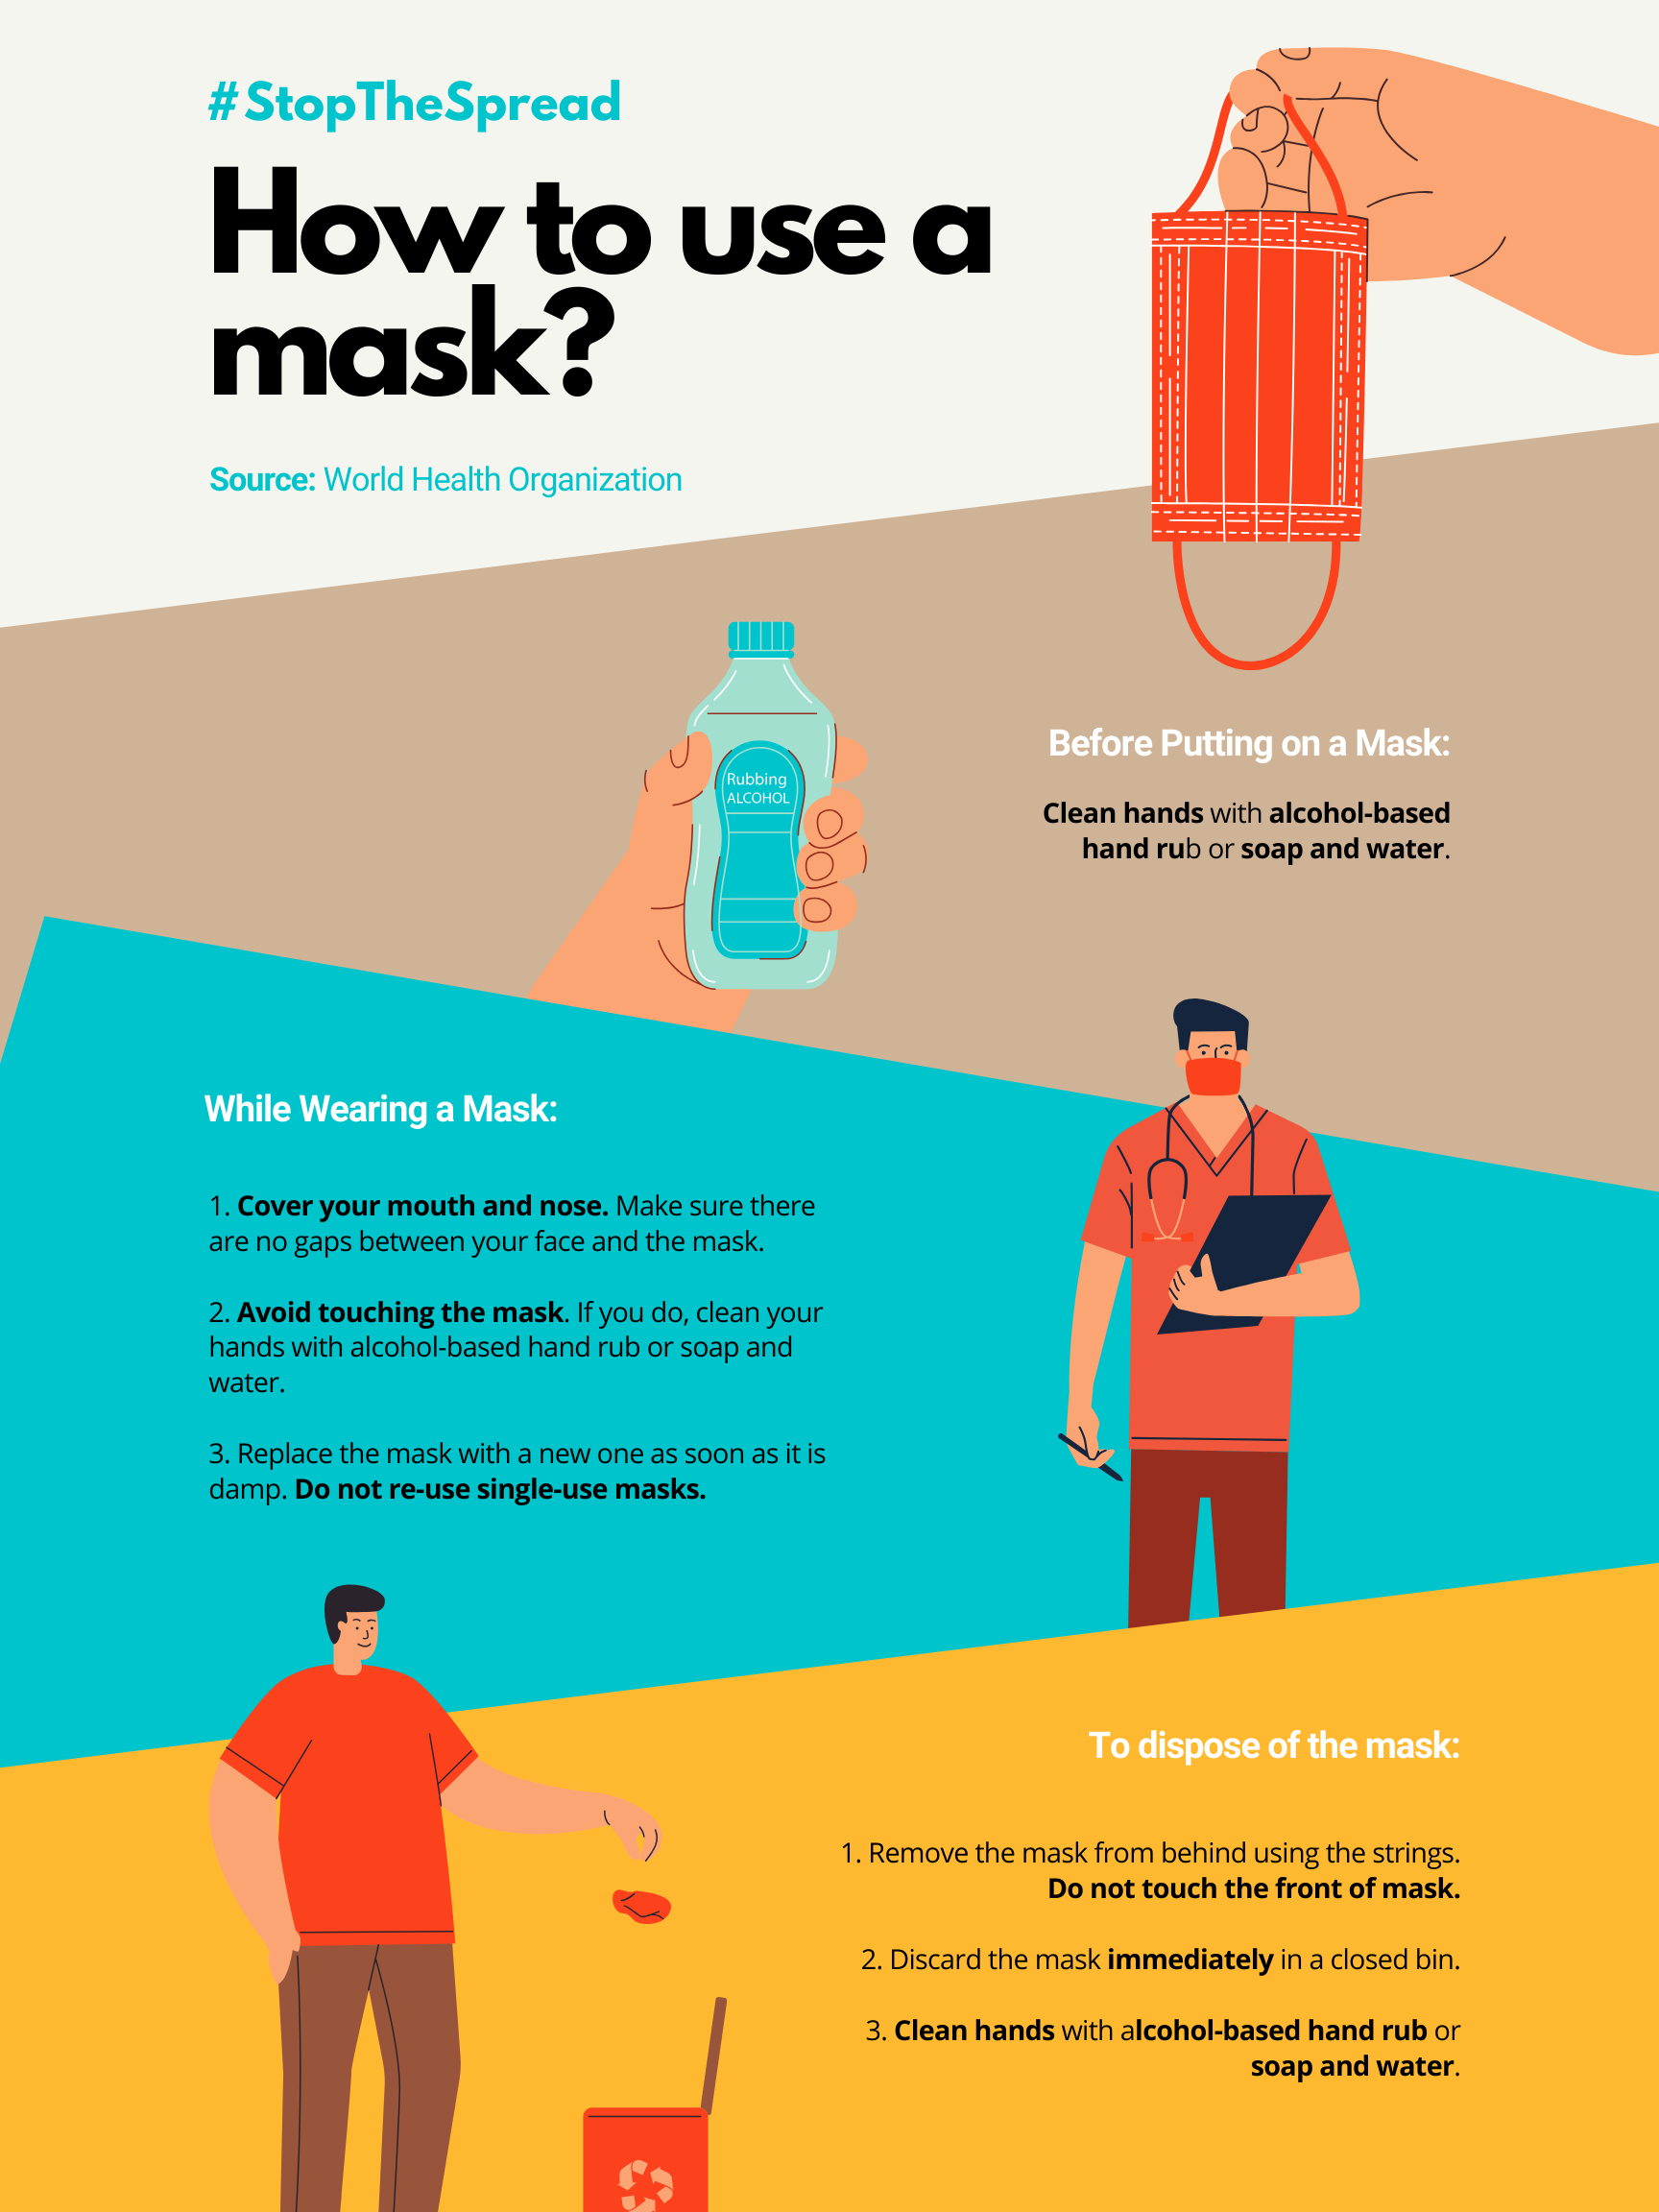 #StopTheSpread
How to use a
mask?
Source: World Health Organization
Rubbing
ALCOHOL
Before Putting on a Mask:
Clean hands with alcohol-based
hand rub or soap and water.
While Wearing a Mask:
1. Cover your mouth and nose. Make sure there
are no gaps between your face and the mask.
2. Avoid touching the mask. If you do, clean your
hands with alcohol-based hand rub or soap and
water.
3. Replace the mask with a new one as soon as it is
damp. Do not re-use single-use masks.
To dispose of the mask:
1. Remove the mask from behind using the strings.
Do not touch the front of mask.
2. Discard the mask immediately in a closed bin.
3. Clean hands with alcohol-based hand rub or
soap and water.